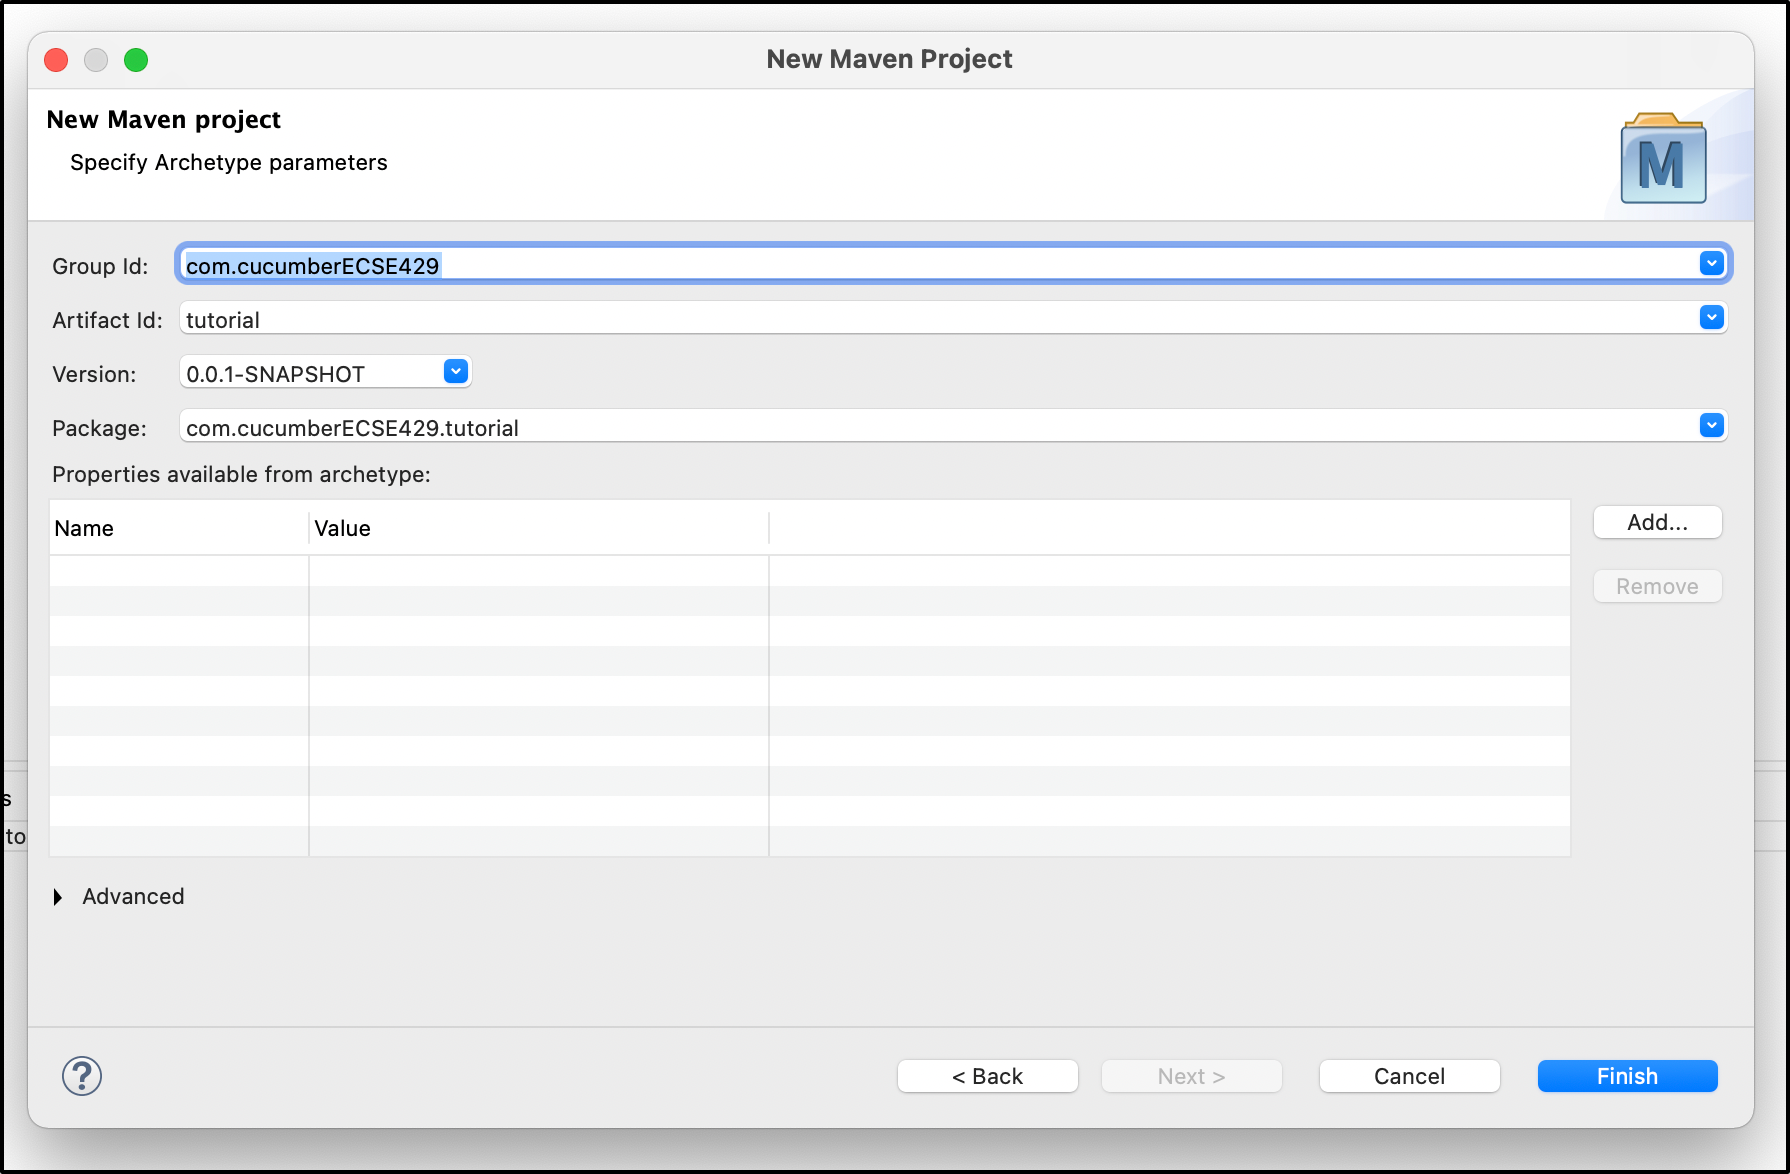 New Maven Project
New Maven project
Specify Archetype parameters
M
Group Id: com.cucumberECSE429
Artifact Id: tutorial
Version: 0.0.1-SNAPSHOT
Package: com.cucumberECSE429.tutorial
Properties available from archetype:
Name Value
Add...
Remove
s
to
Advanced
? < Back Next > Cancel Finish